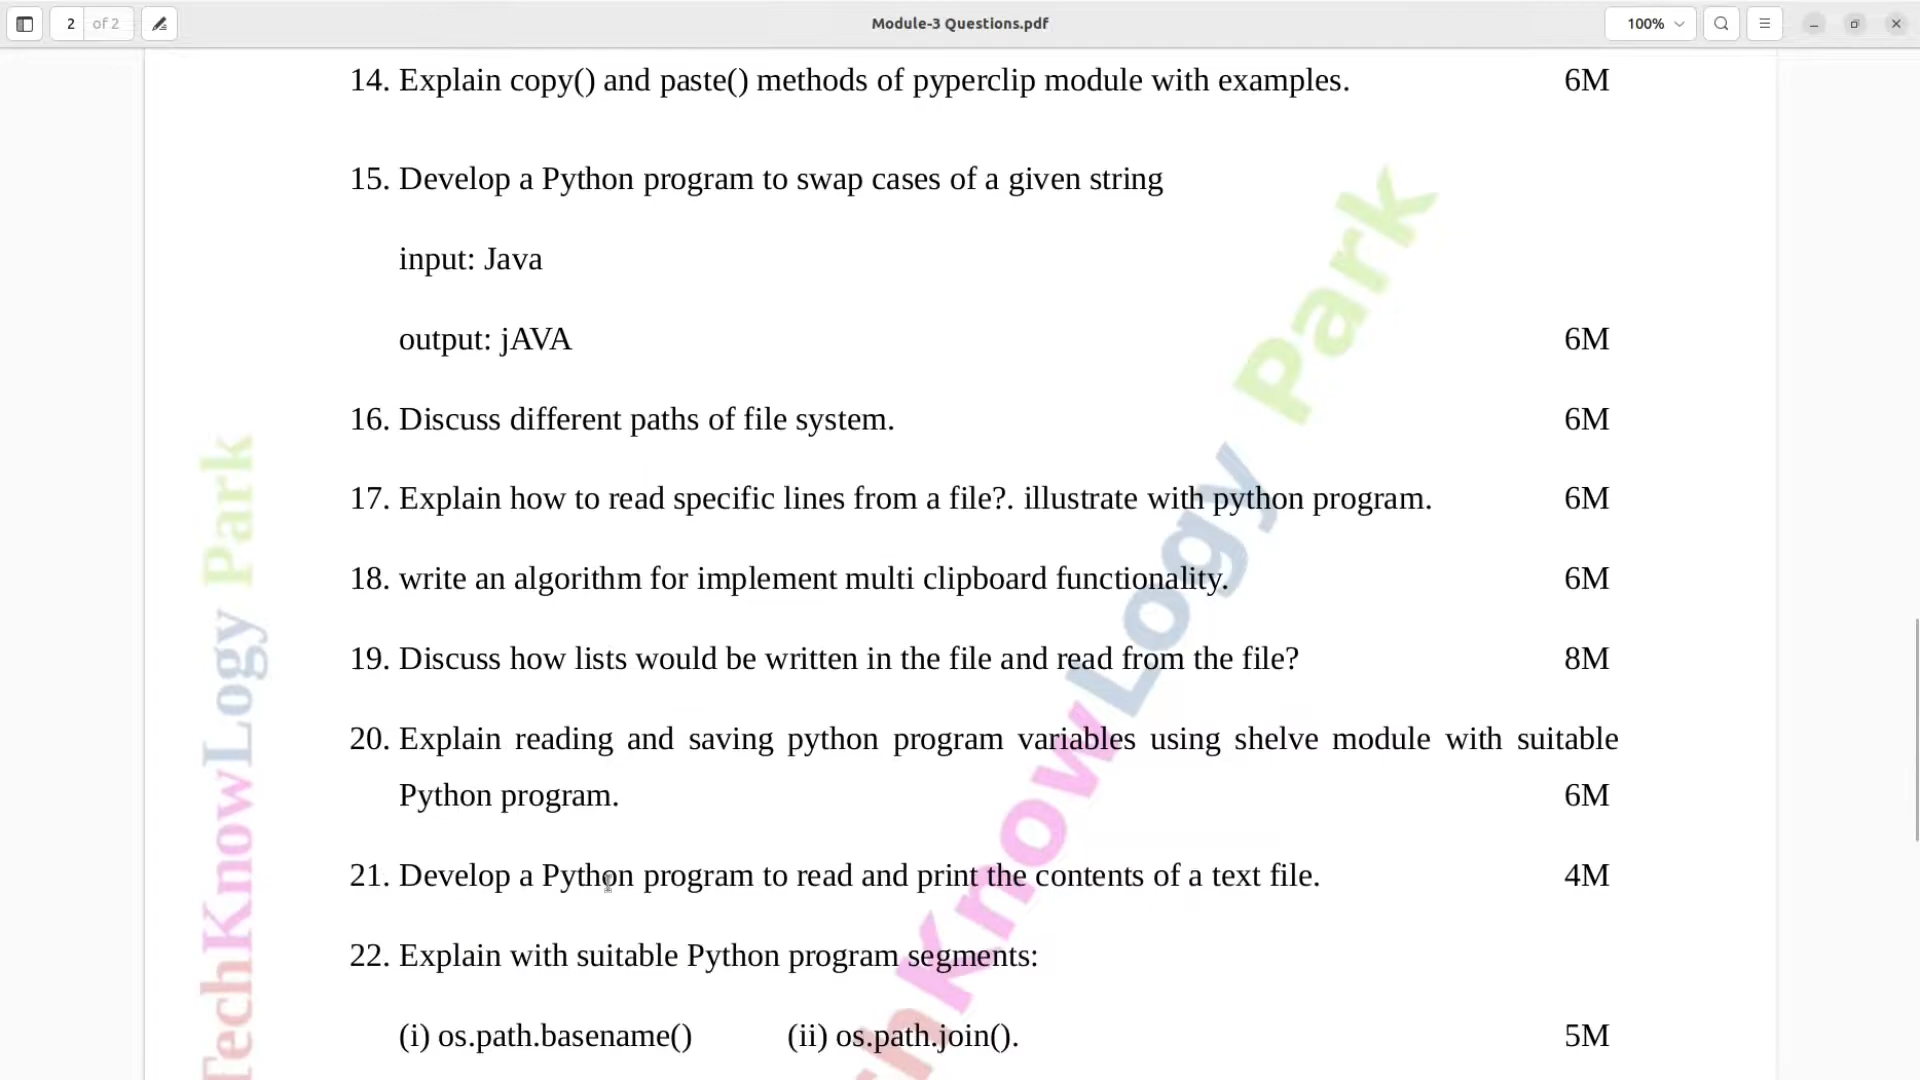 2 of 2
Module-3 Questions.pdf
100%
14. Explain copy() and paste() methods of pyperclip module with examples. 6M
15. Develop a Python program to swap cases of a given string
input: Java
output: jAVA 6M
16. Discuss different paths of file system. 6M
17. Explain how to read specific lines from a file?. illustrate with python program. 6M
18. write an algorithm for implement multi clipboard functionality. 6M
19. Discuss how lists would be written in the file and read from the file? 8M
20. Explain reading and saving python program variables using shelve module with suitable
Python program. 6M
21. Develop a Python program to read and print the contents of a text file. 4M
22. Explain with suitable Python program segments:
(i) os.path.basename() (ii) os.path.join(). 5M
TechKnowLogy Park
chKnowLogy Park